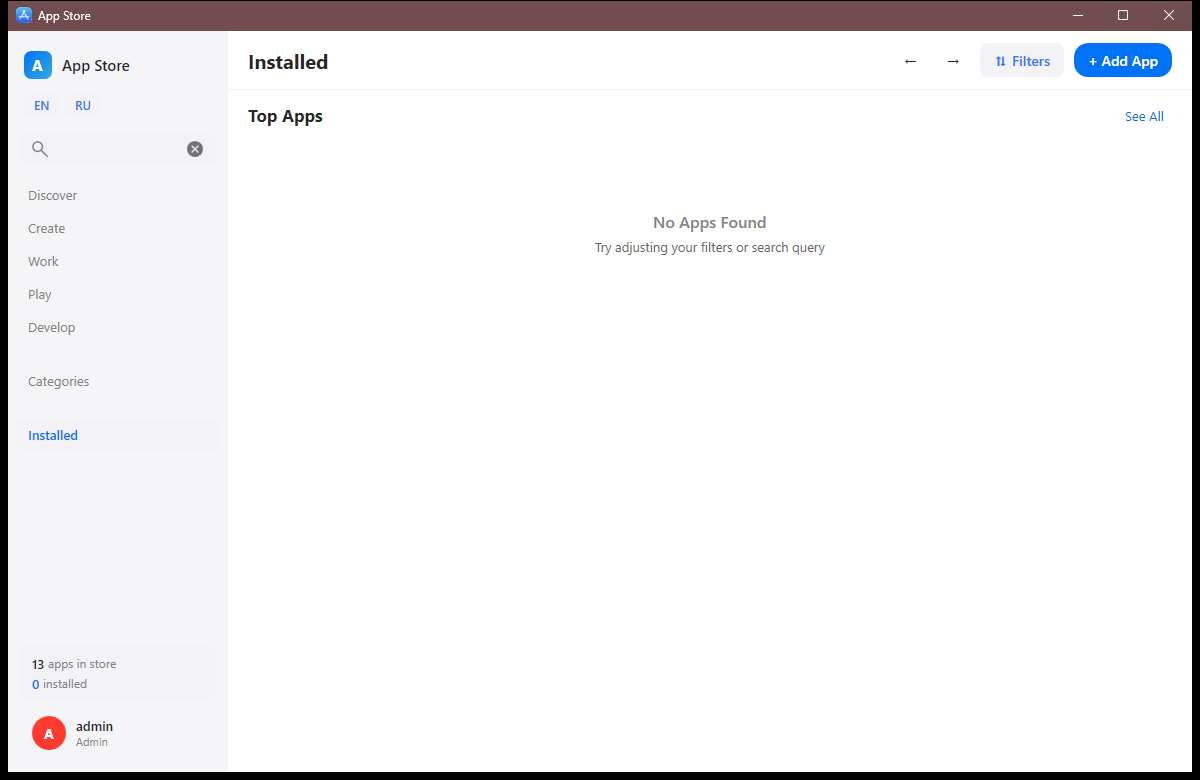 App Store
A App Store
EN RU
Discover
Create
Work
Play
Develop
Categories
Installed
13 apps in store
0 installed
A admin
Admin
Installed
← → ⇅ Filters + Add App
Top Apps See All
No Apps Found
Try adjusting your filters or search query